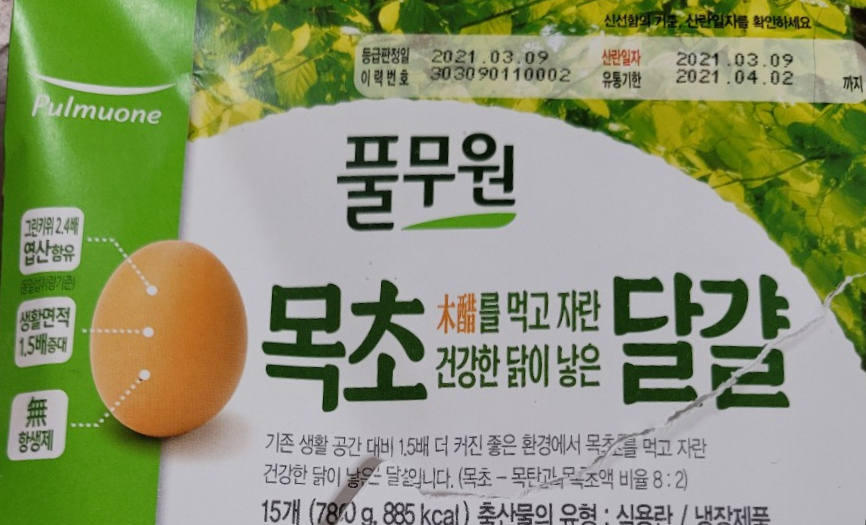 신선함의 기준, 산란일자를 확인하세요
등급판정일 2021.03.09 산란일자 2021.03.09
이력번호 303090110002 유통기한 2021.04.02 까지
Pulmuone
풀무원
그린키위 2.4배
엽산함유
생활면적
1.5배증대
無
항생제
목초 木醋를 먹고 자란 달걀
건강한 닭이 낳은
기존 생활 공간 대비 1.5배 더 커진 좋은 환경에서 목초를 먹고 자란
건강한 닭이 낳은 달걀입니다. (목초 - 목탄과 목초액 비율 8 : 2)
15개 (780 g, 885 kcal) 축산물의 유형 : 식용란 / 냉장제품